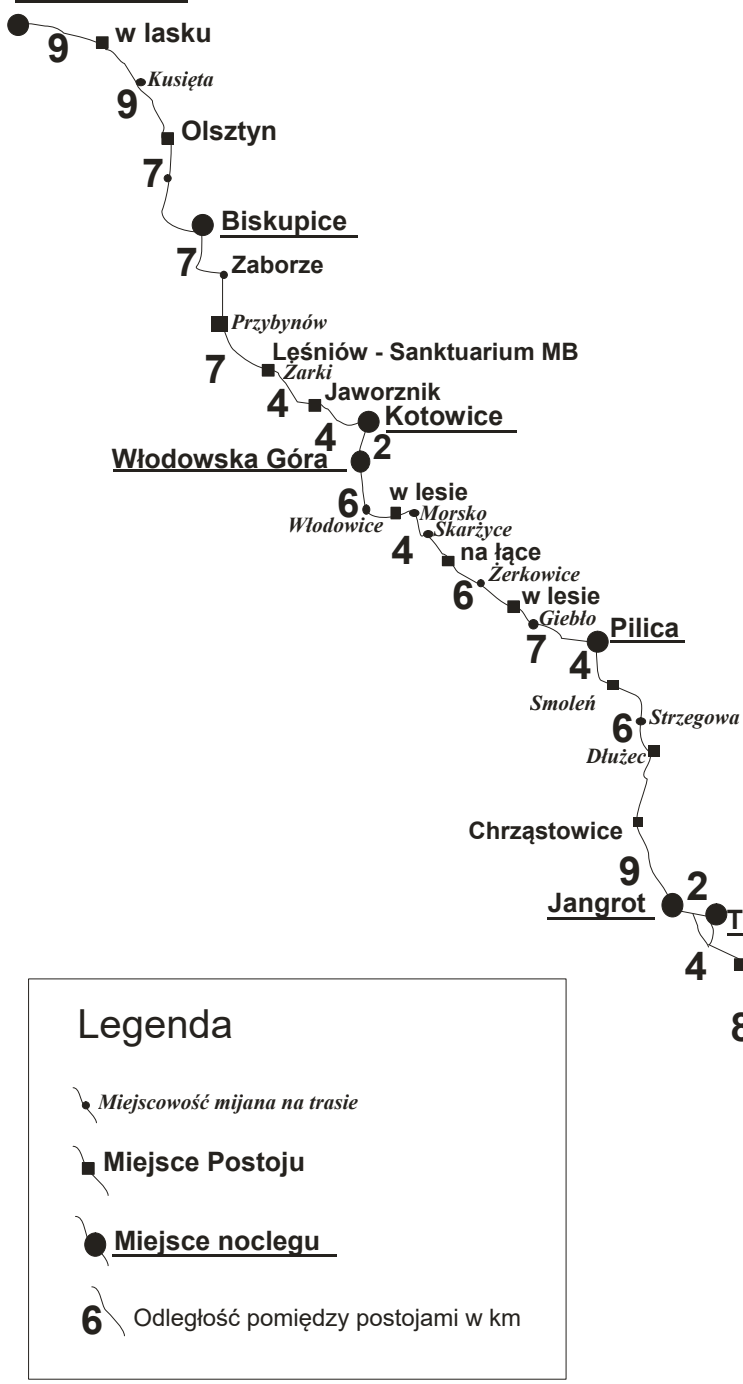 w lasku
9
Kusięta
9
Olsztyn
7
Biskupice
7
Zaborze
Przybynów
Leśniów - Sanktuarium MB
7
Żarki
Jaworznik
4
Kotowice
4
2
Włodowska Góra
w lesie
6
Morsko
Włodowice
Skarżyce
4
na łące
Żerkowice
6
w lesie
Giebło
Pilica
7
4
Smoleń
Strzegowa
6
Dłużec
Chrząstowice
9
2
Jangrot
T
4
8
Legenda
Miejscowość mijana na trasie
Miejsce Postoju
Miejsce noclegu
6 Odległość pomiędzy postojami w km